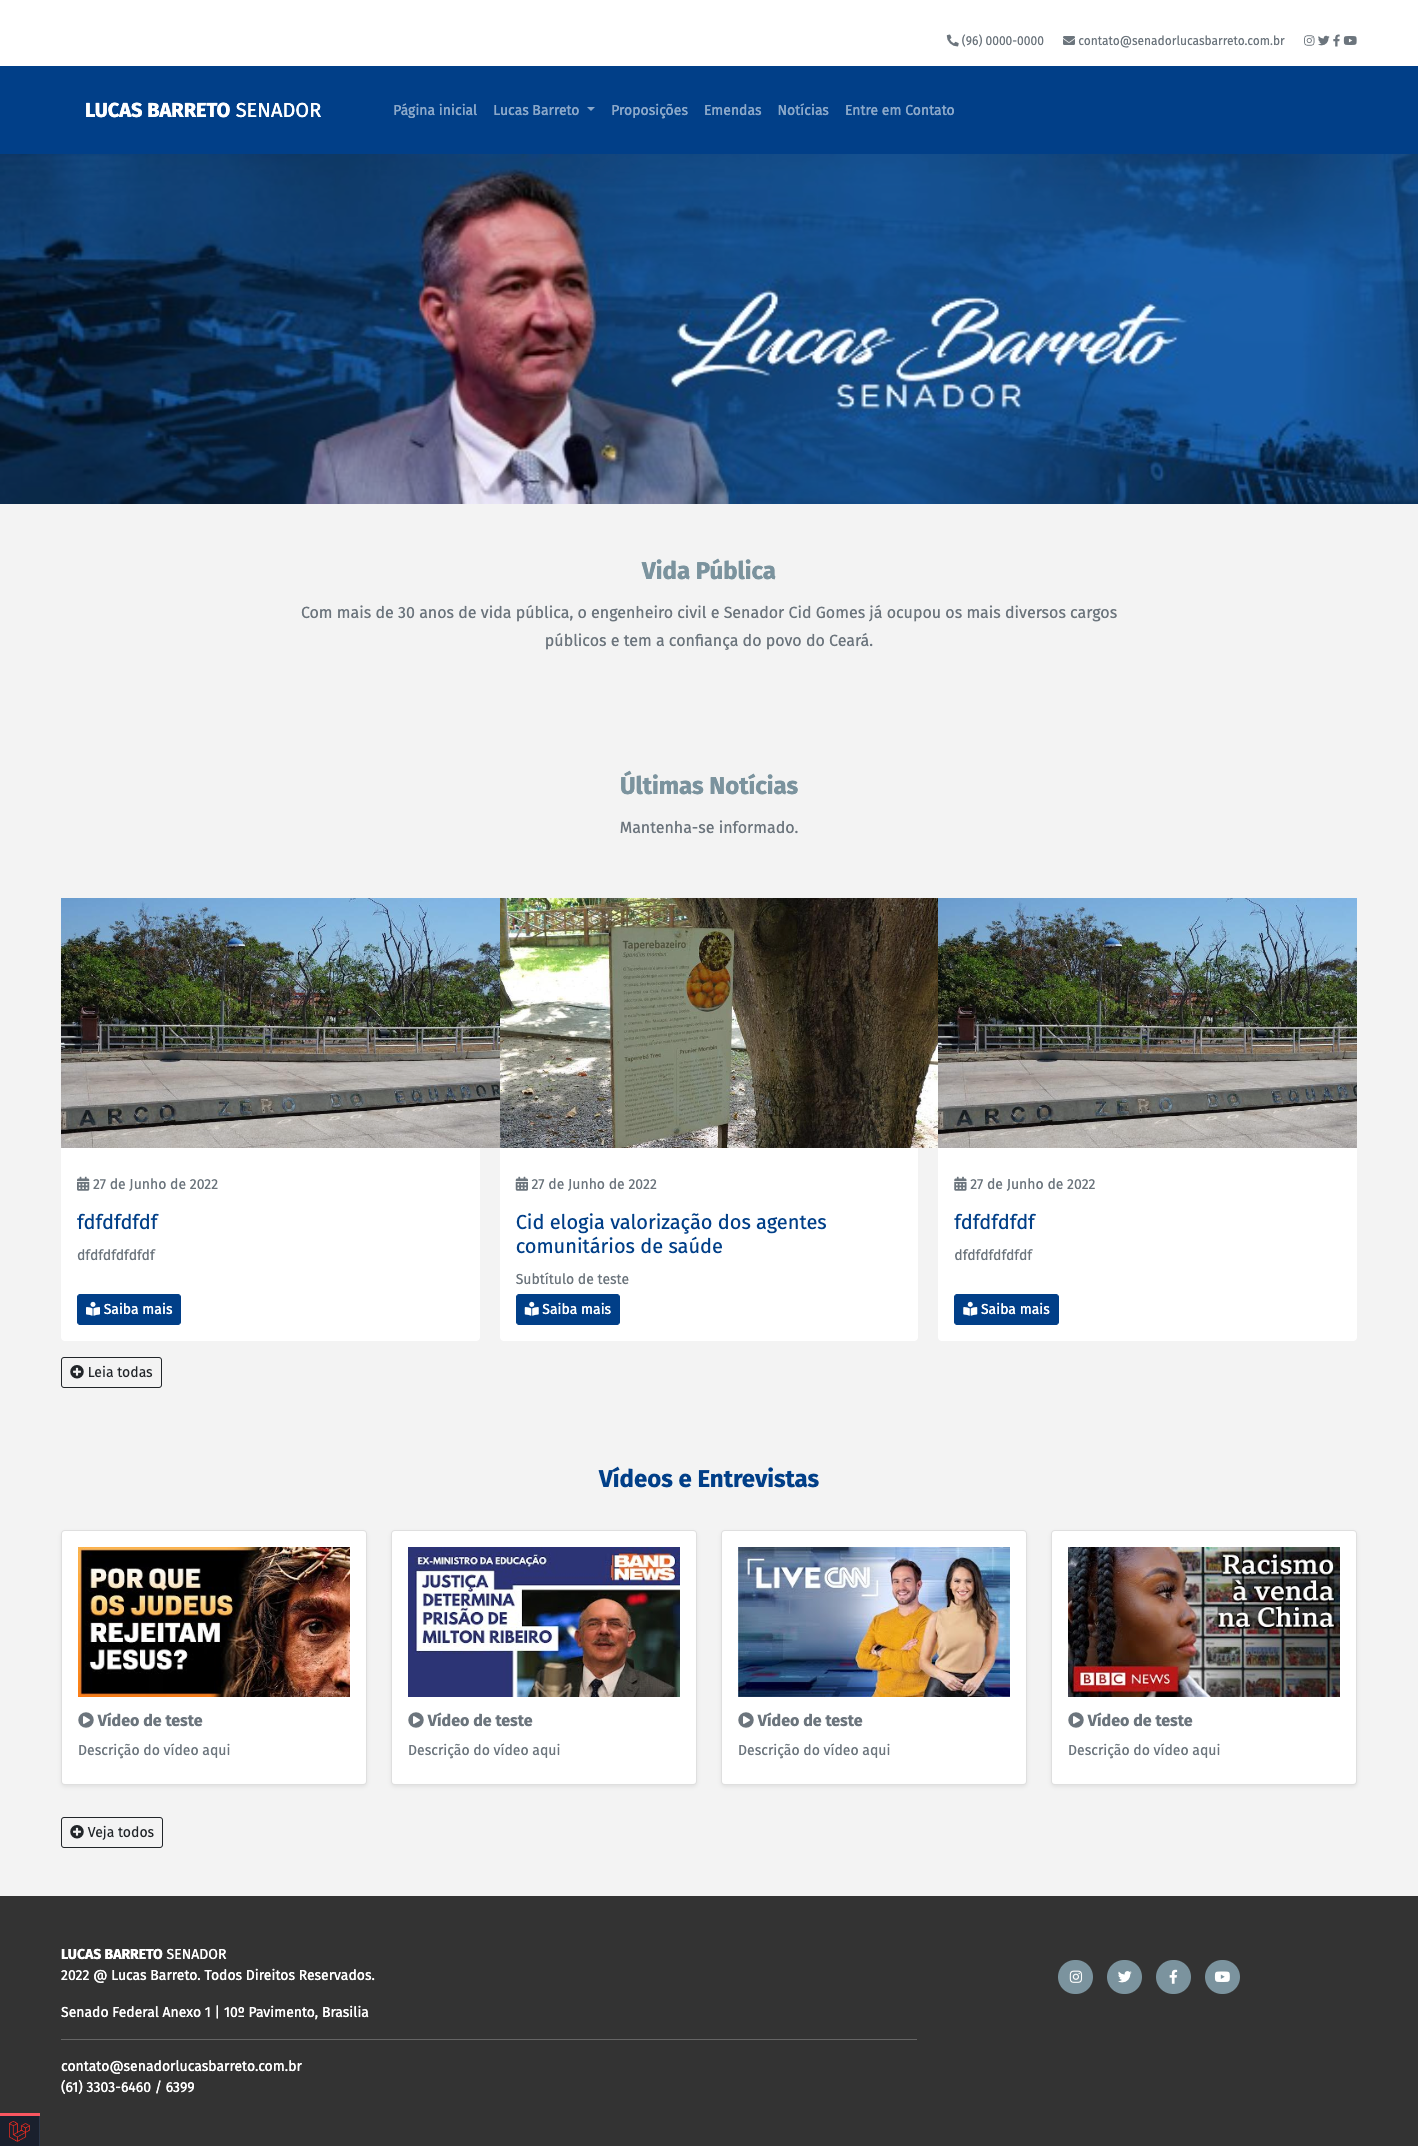 (96) 0000-0000 contato@senadorlucasbarreto.com.br
LUCAS BARRETO SENADOR
Página inicial Lucas Barreto Proposições Emendas Notícias Entre em Contato
Lucas Barreto
SENADOR
Vida Pública
Com mais de 30 anos de vida pública, o engenheiro civil e Senador Cid Gomes já ocupou os mais diversos cargos
públicos e tem a confiança do povo do Ceará.
Últimas Notícias
Mantenha-se informado.
MARCO ZERO DO EQUADOR
27 de Junho de 2022
fdfdfdfdf
dfdfdfdfdfdf
Saiba mais
Taperebazeiro
27 de Junho de 2022
Cid elogia valorização dos agentes
comunitários de saúde
Subtítulo de teste
Saiba mais
ARCO ZERO DO EQUA
27 de Junho de 2022
fdfdfdfdf
dfdfdfdfdfdf
Saiba mais
Leia todas
Vídeos e Entrevistas
POR QUE
OS JUDEUS
REJEITAM
JESUS?
Vídeo de teste
Descrição do vídeo aqui
EX-MINISTRO DA EDUCAÇÃO
BAND
NEWS
JUSTIÇA
DETERMINA
PRISÃO DE
MILTON RIBEIRO
Vídeo de teste
Descrição do vídeo aqui
LIVE CNN
Vídeo de teste
Descrição do vídeo aqui
Racismo
à venda
na China
BBC NEWS
Vídeo de teste
Descrição do vídeo aqui
Veja todos
LUCAS BARRETO SENADOR
2022 @ Lucas Barreto. Todos Direitos Reservados.
Senado Federal Anexo 1 | 10º Pavimento, Brasilia
contato@senadorlucasbarreto.com.br
(61) 3303-6460 / 6399